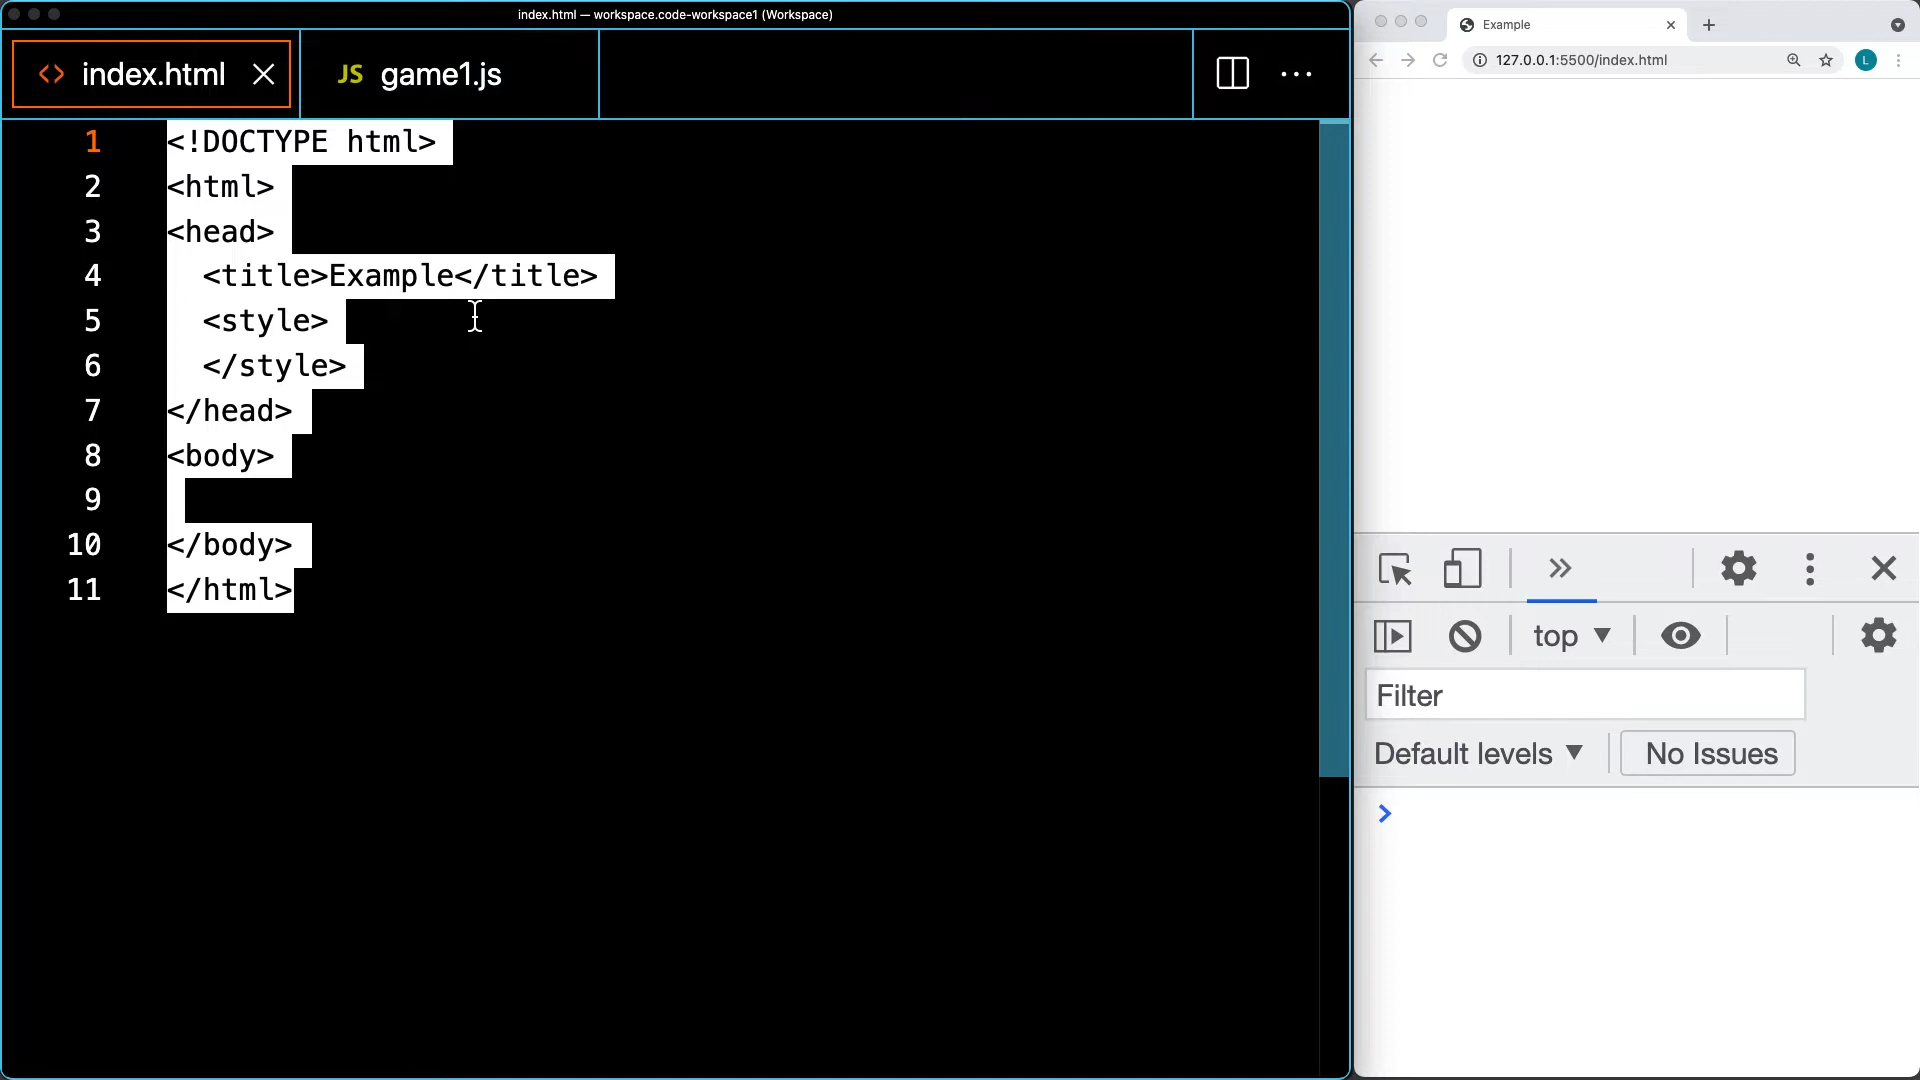 index.html — workspace.code-workspace1 (Workspace)
index.html
JS game1.js
1 <!DOCTYPE html>
2 <html>
3 <head>
4   <title>Example</title>
5   <style>
6   </style>
7 </head>
8 <body>
9
10 </body>
11 </html>
Example
127.0.0.1:5500/index.html
L
top
Filter
Default levels
No Issues